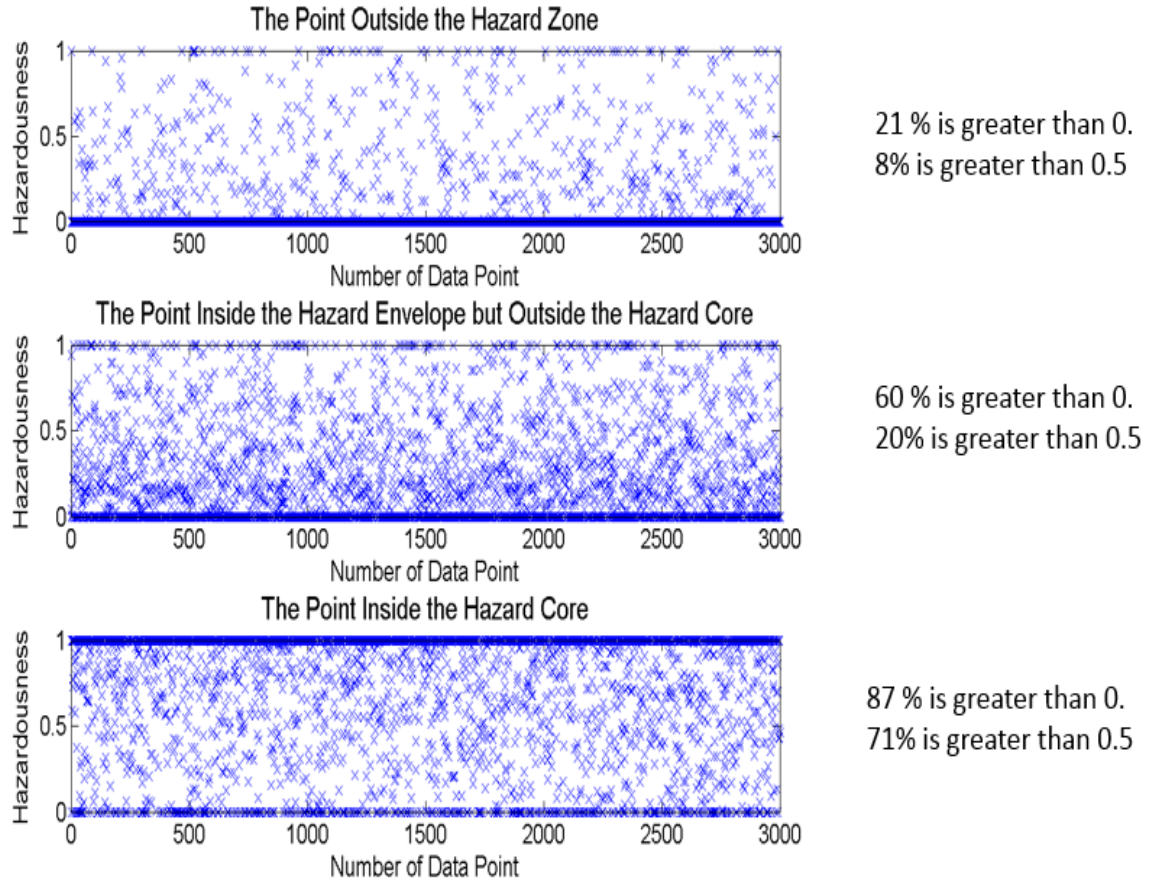 The Point Outside the Hazard Zone
Hazardousness
1
0.5
0
0 500 1000 1500 2000 2500 3000
Number of Data Point
21 % is greater than 0.
8% is greater than 0.5
The Point Inside the Hazard Envelope but Outside the Hazard Core
Hazardousness
1
0.5
0
0 500 1000 1500 2000 2500 3000
Number of Data Point
60 % is greater than 0.
20% is greater than 0.5
The Point Inside the Hazard Core
Hazardousness
1
0.5
0
0 500 1000 1500 2000 2500 3000
Number of Data Point
87 % is greater than 0.
71% is greater than 0.5